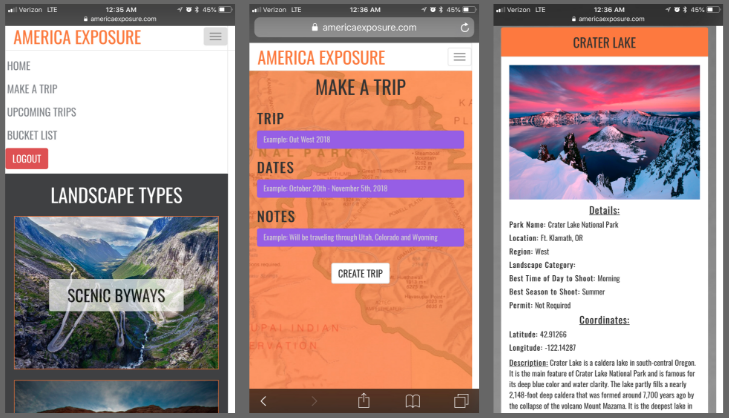 Verizon LTE 12:35 AM 45%
americaexposure.com
AMERICA EXPOSURE
HOME
MAKE A TRIP
UPCOMING TRIPS
BUCKET LIST
LOGOUT
LANDSCAPE TYPES
SCENIC BYWAYS
Verizon LTE 12:36 AM 45%
americaexposure.com
AMERICA EXPOSURE
MAKE A TRIP
TRIP
Example: Out West 2018
DATES
Example: October 20th - November 5th, 2018
NOTES
Example: Will be traveling through Utah, Colorado and Wyoming
CREATE TRIP
NAL PARK
UPAI INDIAN
Verizon LTE 12:36 AM 45%
americaexposure.com
CRATER LAKE
Details:
Park Name: Crater Lake National Park
Location: Ft. Klamath, OR
Region: West
Landscape Category:
Best Time of Day to Shoot: Morning
Best Season to Shoot: Summer
Permit: Not Required
Coordinates:
Latitude: 42.91266
Longitude: -122.14287
Description: Crater Lake is a caldera lake in south-central Oregon.
It is the main feature of Crater Lake National Park and is famous for
its deep blue color and water clarity. The lake partly fills a nearly
2,148-foot deep caldera that was formed around 7,700 years ago by
the collapse of the volcano Mount Mazama. It is the deepest lake in